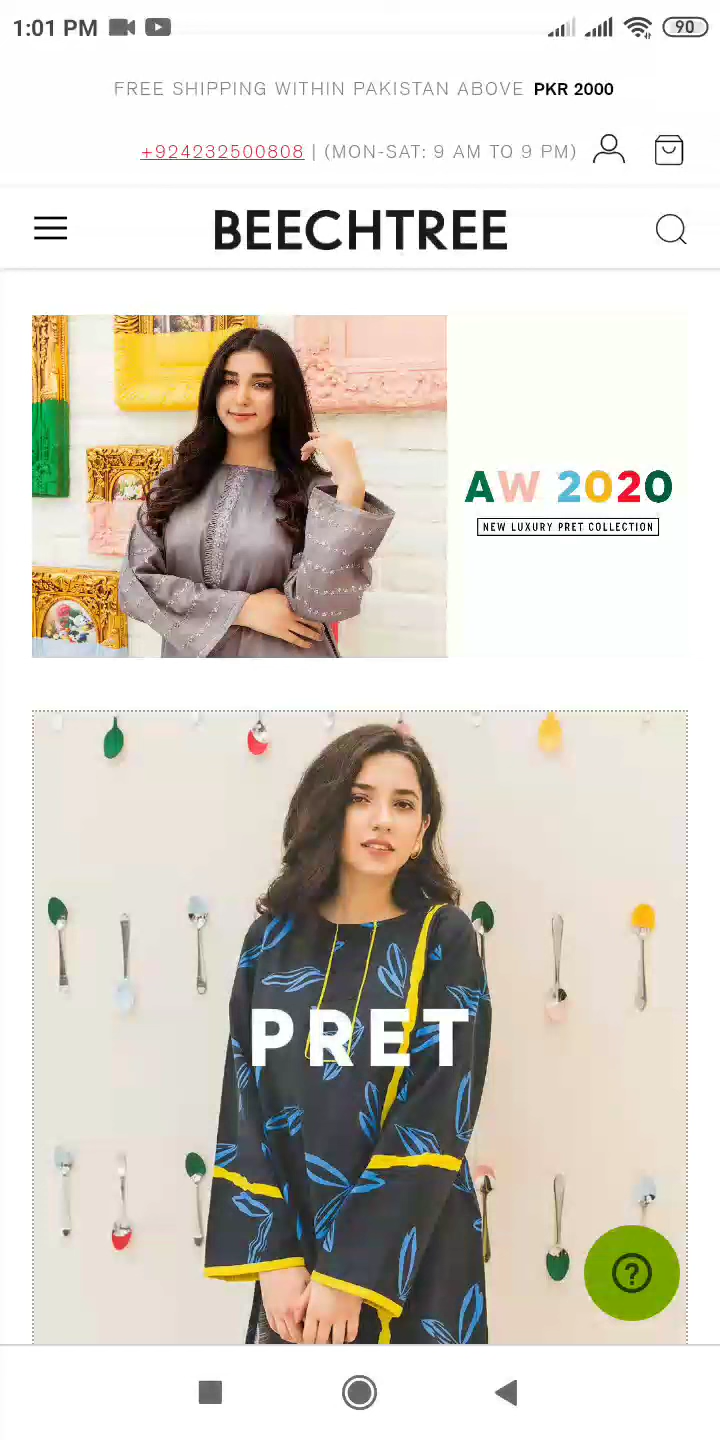 1:01 PM
90
FREE SHIPPING WITHIN PAKISTAN ABOVE PKR 2000
+924232500808 | (MON-SAT: 9 AM TO 9 PM)
BEECHTREE
AW 2020
NEW LUXURY PRET COLLECTION
PRET
?